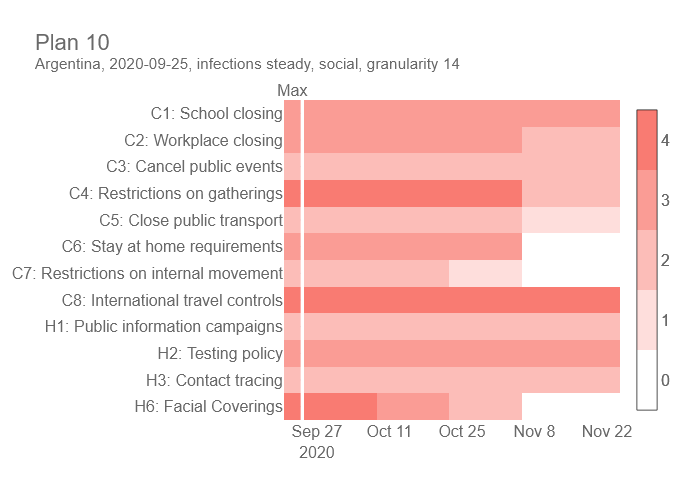 Plan 10
Argentina, 2020-09-25, infections steady, social, granularity 14
Max
C1: School closing
C2: Workplace closing
C3: Cancel public events
C4: Restrictions on gatherings
C5: Close public transport
C6: Stay at home requirements
C7: Restrictions on internal movement
C8: International travel controls
H1: Public information campaigns
H2: Testing policy
H3: Contact tracing
H6: Facial Coverings
4
3
2
1
0
Sep 27 Oct 11 Oct 25 Nov 8 Nov 22
2020